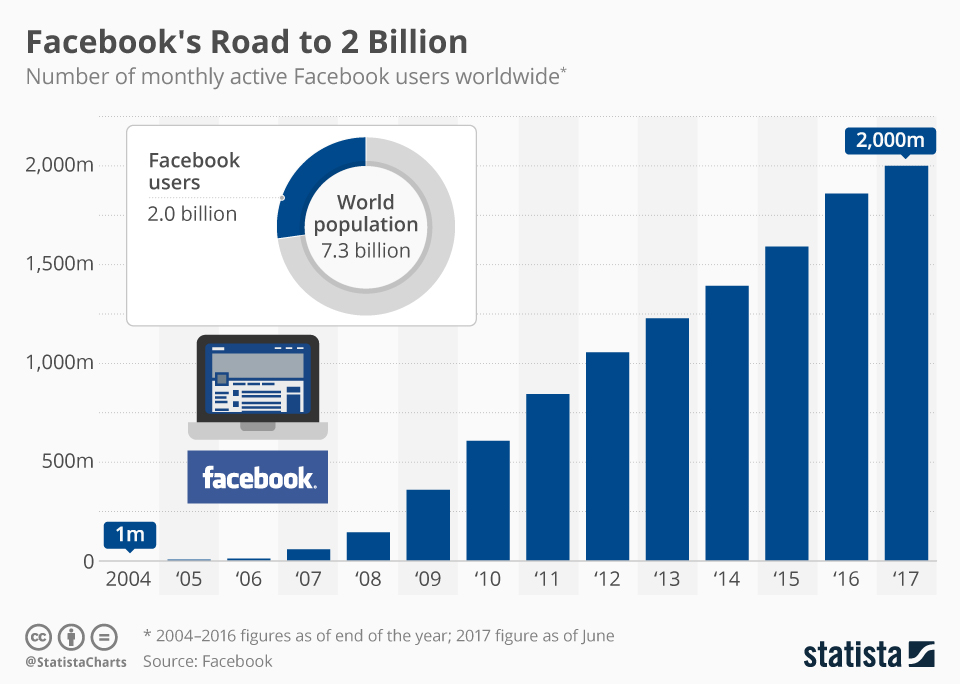 Facebook's Road to 2 Billion
Number of monthly active Facebook users worldwide*
2,000m
1,500m
1,000m
500m
0
Facebook
users
2.0 billion
World
population
7.3 billion
facebook.
1m
2,000m
2004 ‘05 ‘06 ‘07 ‘08 ‘09 ‘10 ‘11 ‘12 ‘13 ‘14 ‘15 ‘16 ‘17
cc
@StatistaCharts
* 2004–2016 figures as of end of the year; 2017 figure as of June
Source: Facebook
statista